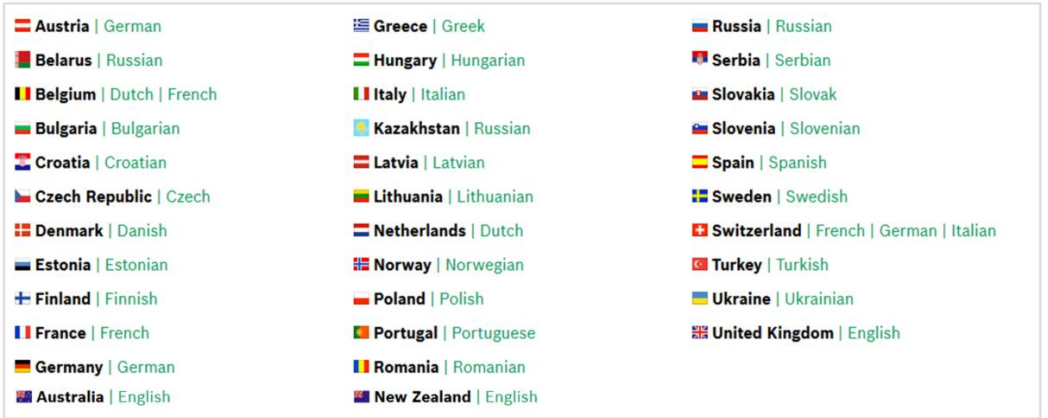 Austria | German
Belarus | Russian
Belgium | Dutch | French
Bulgaria | Bulgarian
Croatia | Croatian
Czech Republic | Czech
Denmark | Danish
Estonia | Estonian
Finland | Finnish
France | French
Germany | German
Australia | English
Greece | Greek
Hungary | Hungarian
Italy | Italian
Kazakhstan | Russian
Latvia | Latvian
Lithuania | Lithuanian
Netherlands | Dutch
Norway | Norwegian
Poland | Polish
Portugal | Portuguese
Romania | Romanian
New Zealand | English
Russia | Russian
Serbia | Serbian
Slovakia | Slovak
Slovenia | Slovenian
Spain | Spanish
Sweden | Swedish
Switzerland | French | German | Italian
Turkey | Turkish
Ukraine | Ukrainian
United Kingdom | English